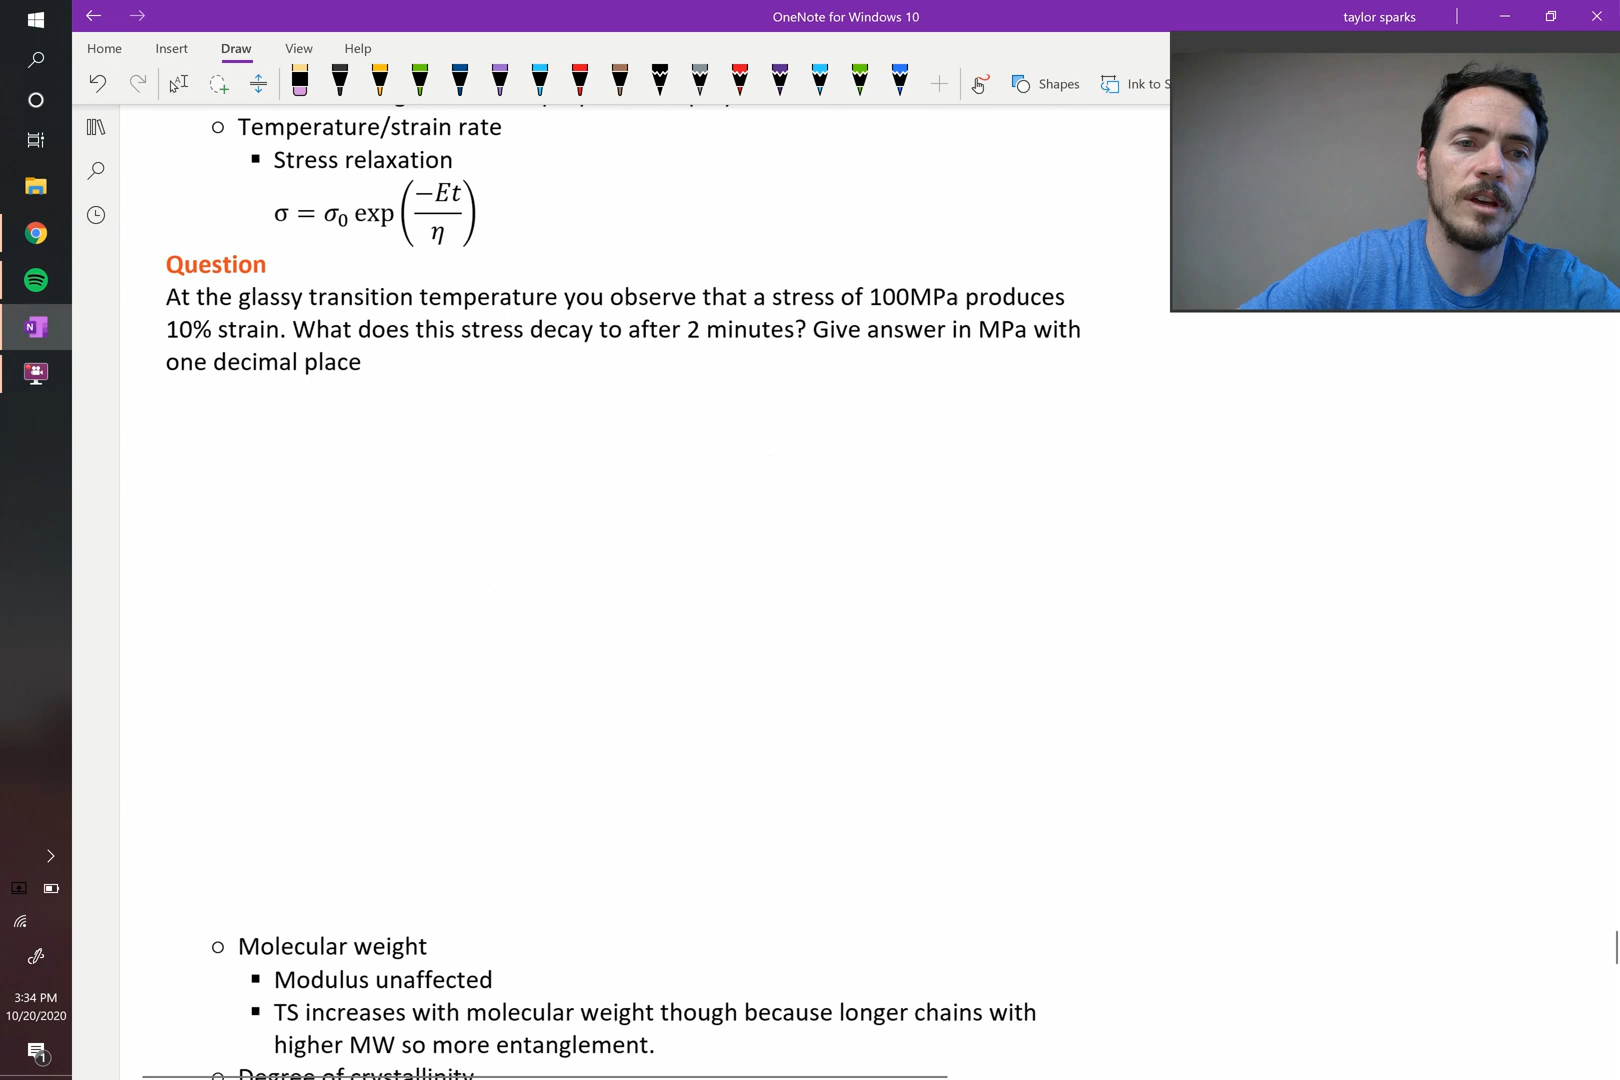 OneNote for Windows 10
taylor sparks
Home Insert Draw View Help
Shapes
Ink to S
○ Temperature/strain rate
▪ Stress relaxation
σ = σ₀ exp(−Et/η)
Question
At the glassy transition temperature you observe that a stress of 100MPa produces
10% strain. What does this stress decay to after 2 minutes? Give answer in MPa with
one decimal place
○ Molecular weight
▪ Modulus unaffected
▪ TS increases with molecular weight though because longer chains with
higher MW so more entanglement.
○ Degree of crystallinity
3:34 PM
10/20/2020
1